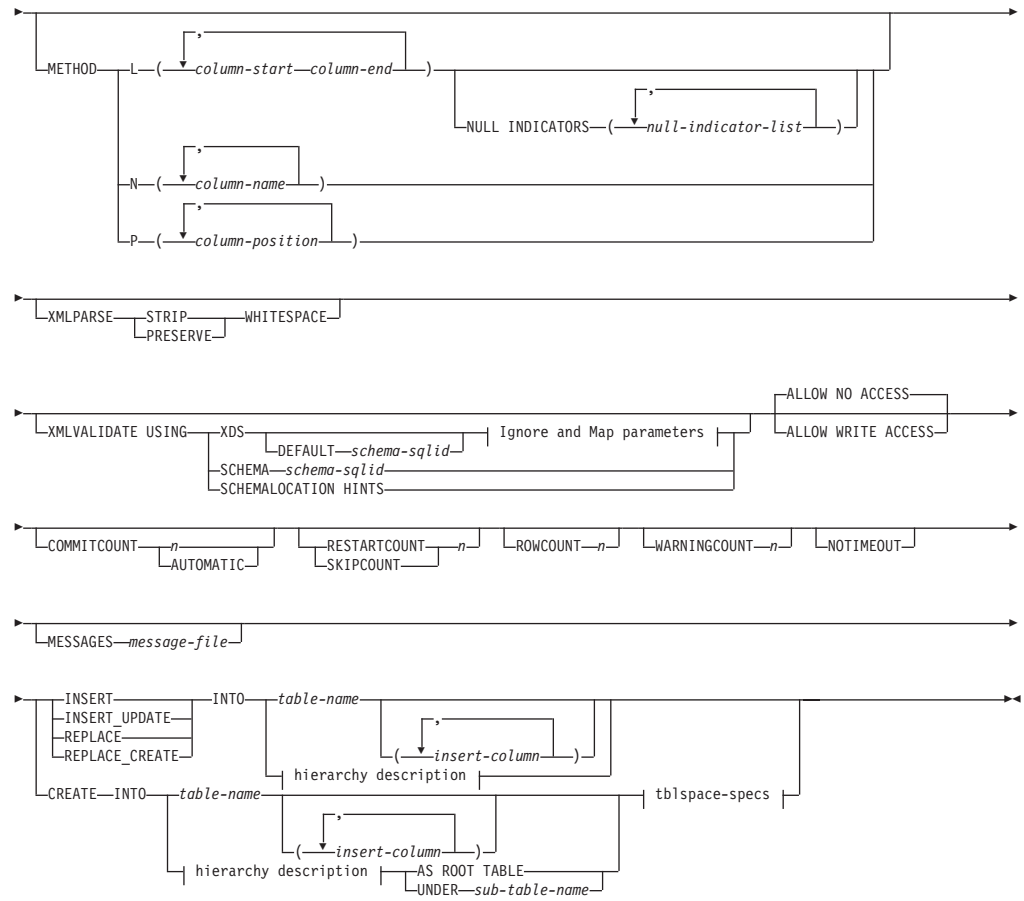 ,
METHOD L ( column-start column-end )
,
NULL INDICATORS ( null-indicator-list )
,
N ( column-name )
,
P ( column-position )
XMLPARSE STRIP WHITESPACE
PRESERVE
ALLOW NO ACCESS
XMLVALIDATE USING XDS Ignore and Map parameters ALLOW WRITE ACCESS
DEFAULT schema-sqlid
SCHEMA schema-sqlid
SCHEMALOCATION HINTS
COMMITCOUNT n RESTARTCOUNT n ROWCOUNT n WARNINGCOUNT n NOTIMEOUT
AUTOMATIC SKIPCOUNT
MESSAGES message-file
INSERT INTO table-name
INSERT_UPDATE ,
REPLACE
REPLACE_CREATE ( insert-column )
hierarchy description
CREATE INTO table-name tblspace-specs
,
( insert-column )
hierarchy description AS ROOT TABLE
UNDER sub-table-name